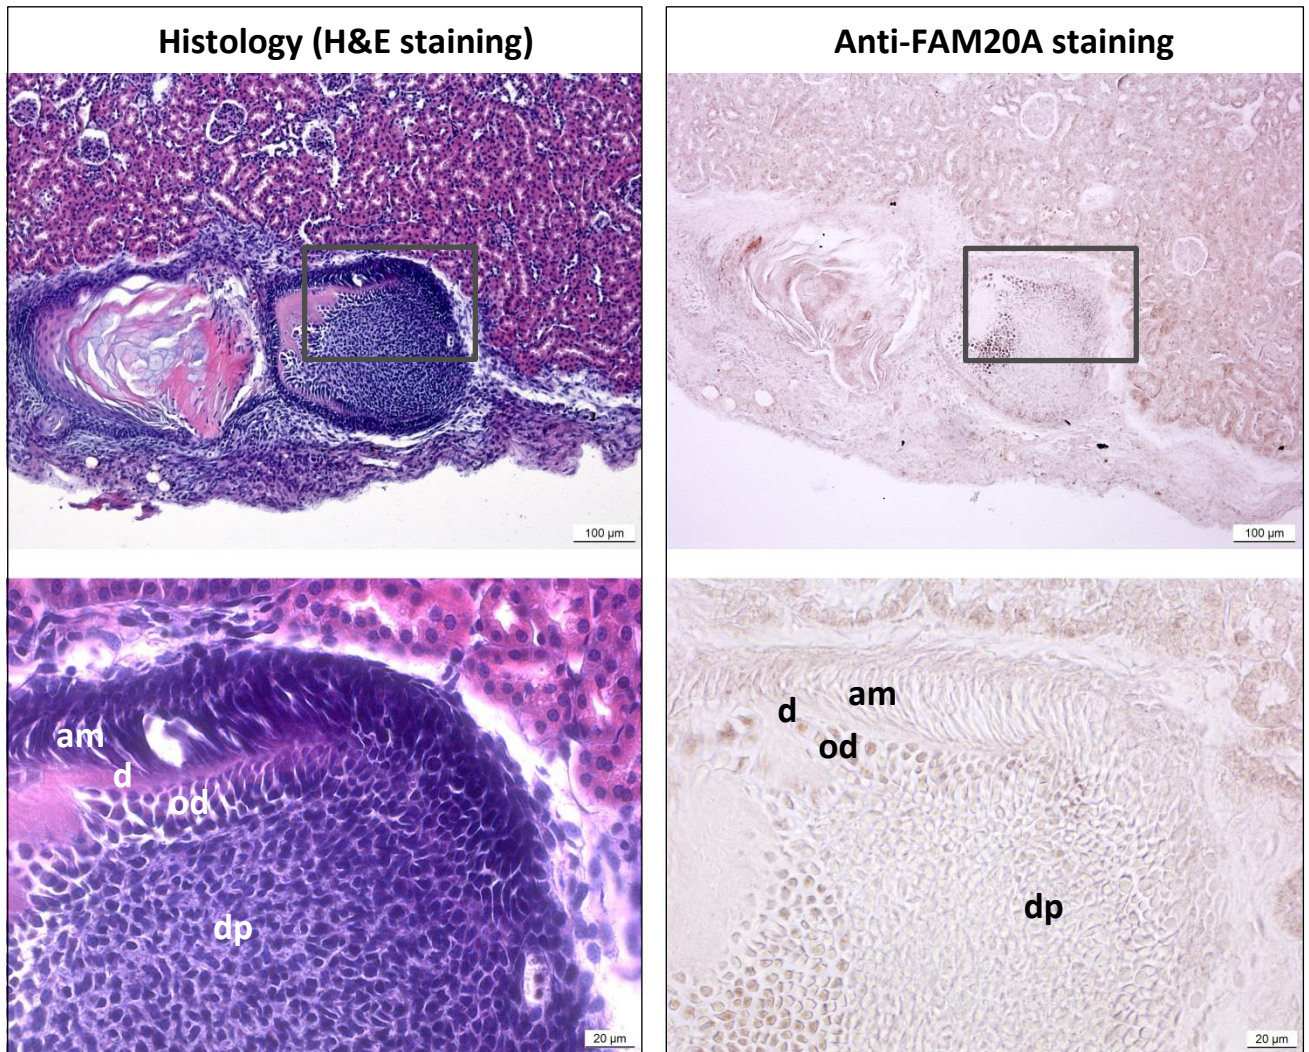 Histology (H&E staining)
Anti-FAM20A staining
100 µm
100 µm
am
d
od
dp
20 µm
am
d
od
dp
20 µm